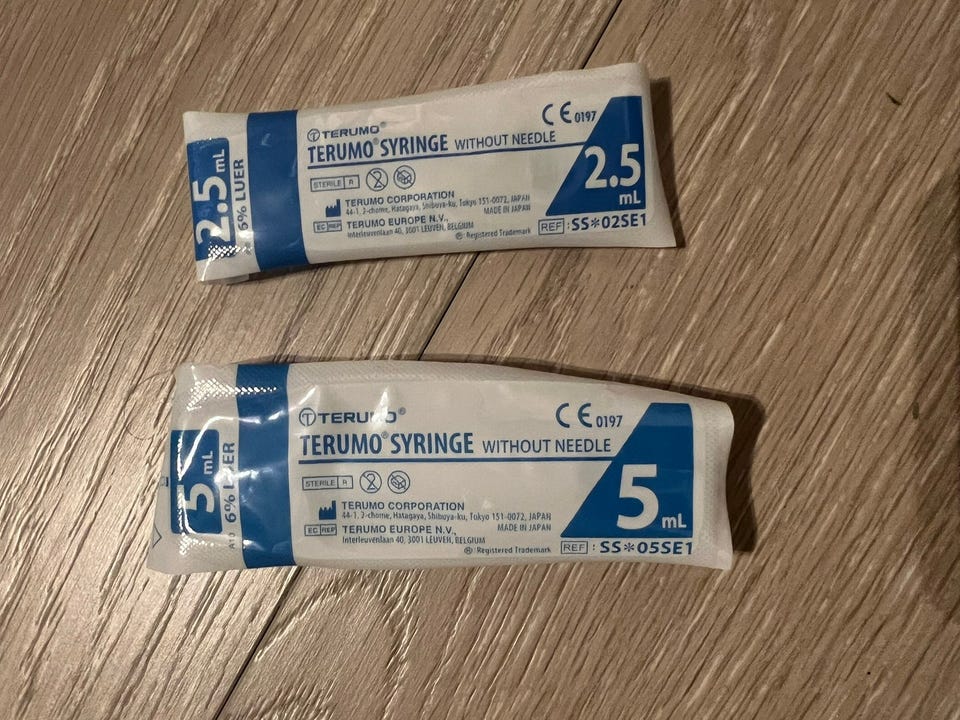 2.5 mL
6% LUER
TERUMO®
TERUMO® SYRINGE WITHOUT NEEDLE
CE 0197
STERILE R
2
TERUMO CORPORATION
44-1, 2-chome, Hatagaya, Shibuya-ku, Tokyo 151-0072, JAPAN
MADE IN JAPAN
EC REP TERUMO EUROPE N.V.,
Interleuvenlaan 40, 3001 LEUVEN, BELGIUM
®: Registered Trademark
2.5
mL
REF : SS*02SE1
5 mL
6% LUER
A10
TERUMO®
TERUMO® SYRINGE WITHOUT NEEDLE
CE 0197
STERILE R
2
TERUMO CORPORATION
44-1, 2-chome, Hatagaya, Shibuya-ku, Tokyo 151-0072, JAPAN
MADE IN JAPAN
EC REP TERUMO EUROPE N.V.,
Interleuvenlaan 40, 3001 LEUVEN, BELGIUM
®: Registered Trademark
5 mL
REF : SS*05SE1